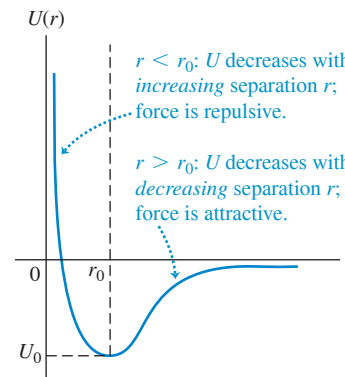 U(r)
r < r₀: U decreases with
increasing separation r;
force is repulsive.
r > r₀: U decreases with
decreasing separation r;
force is attractive.
0
r₀
U₀